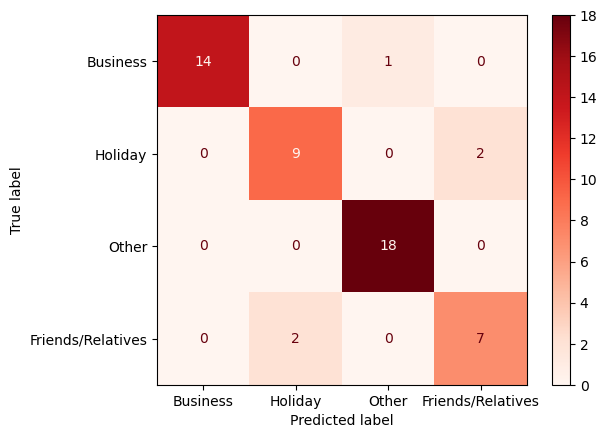 Business 14 0 1 0
Holiday 0 9 0 2
Other 0 0 18 0
Friends/Relatives 0 2 0 7
Business Holiday Other Friends/Relatives
Predicted label
True label
18
16
14
12
10
8
6
4
2
0